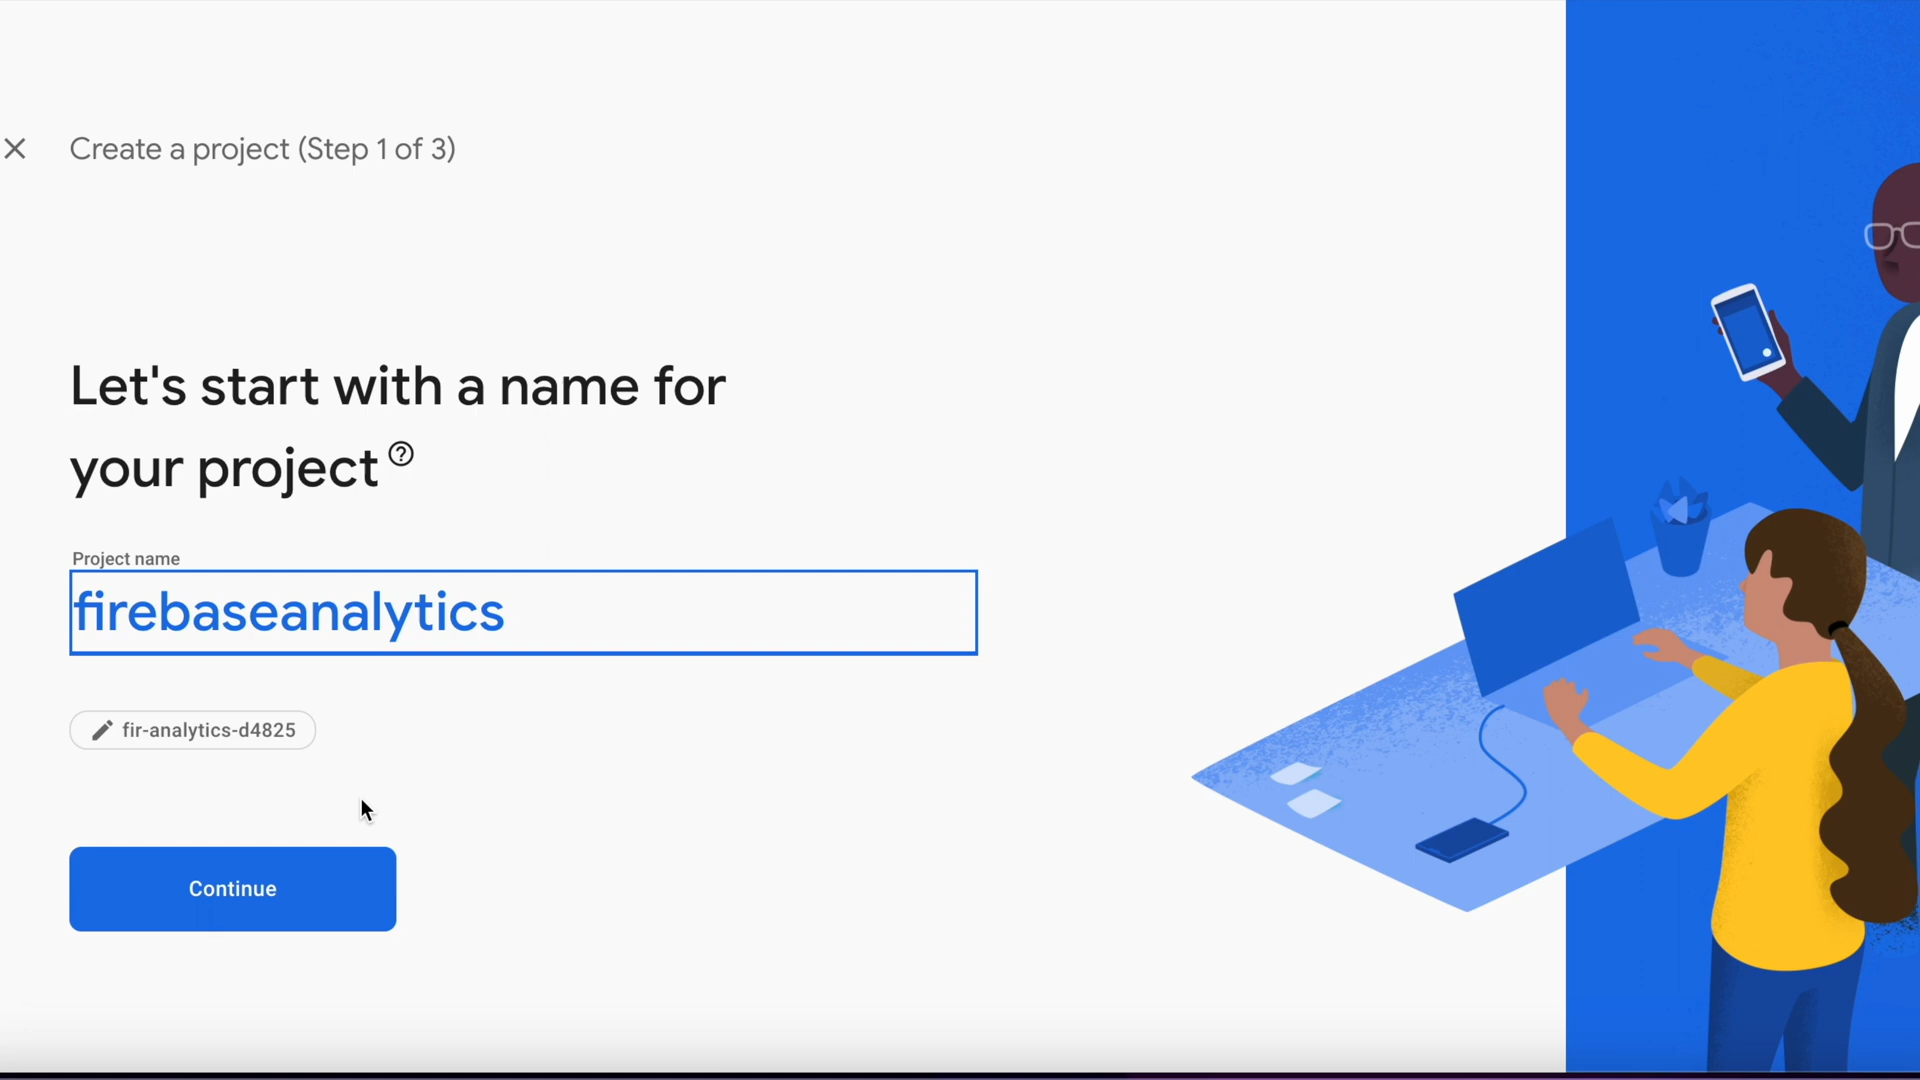 Create a project (Step 1 of 3)
Let's start with a name for
your project
Project name
firebaseanalytics
fir-analytics-d4825
Continue